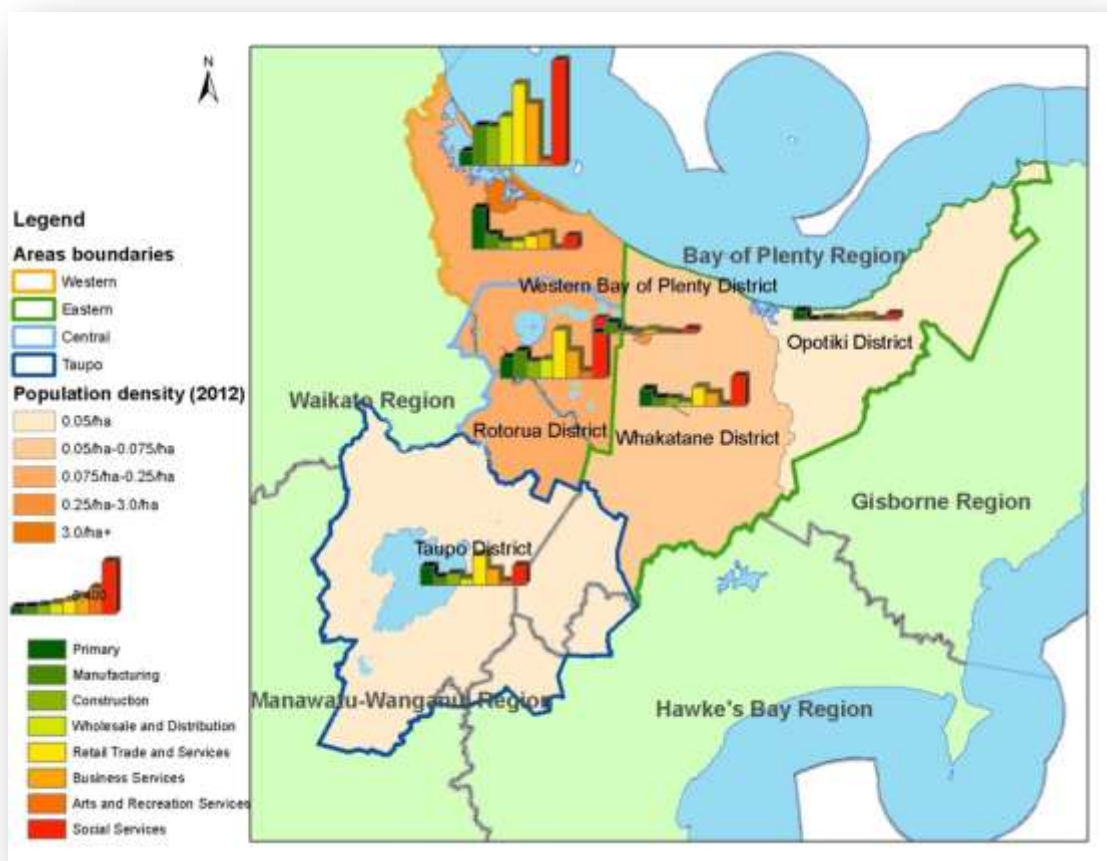 N
Legend
Areas boundaries
Western
Eastern
Central
Taupo
Population density (2012)
0.05/ha
0.05/ha-0.075/ha
0.075/ha-0.25/ha
0.25/ha-3.0/ha
3.0/ha+
Primary
Manufacturing
Construction
Wholesale and Distribution
Retail Trade and Services
Business Services
Arts and Recreation Services
Social Services
Bay of Plenty Region
Western Bay of Plenty District
Opotiki District
Waikato Region
Rotorua District
Whakatane District
Gisborne Region
Taupo District
Manawatu-Wanganui Region
Hawke's Bay Region